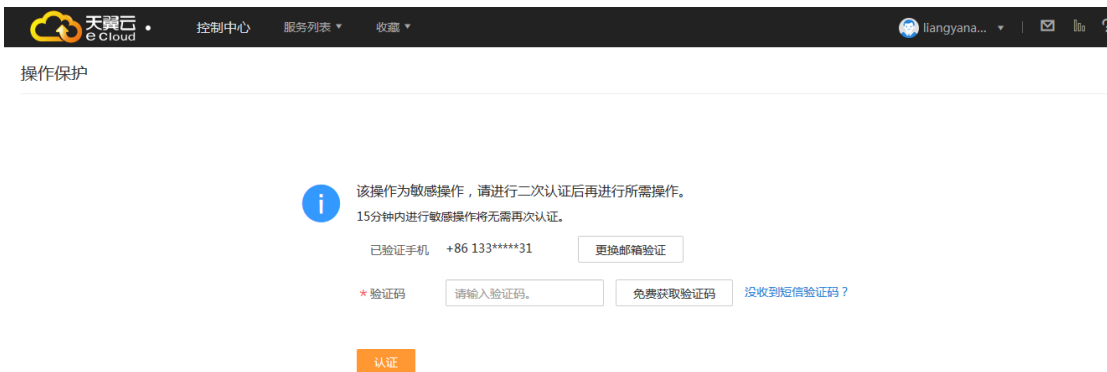 天翼云 控制中心 服务列表 收藏 liangyana...
e Cloud
操作保护
该操作为敏感操作，请进行二次认证后再进行所需操作。
15分钟内进行敏感操作将无需再次认证。
已验证手机 +86 133*****31 更换邮箱验证
* 验证码 请输入验证码。 免费获取验证码 没收到短信验证码？
认证